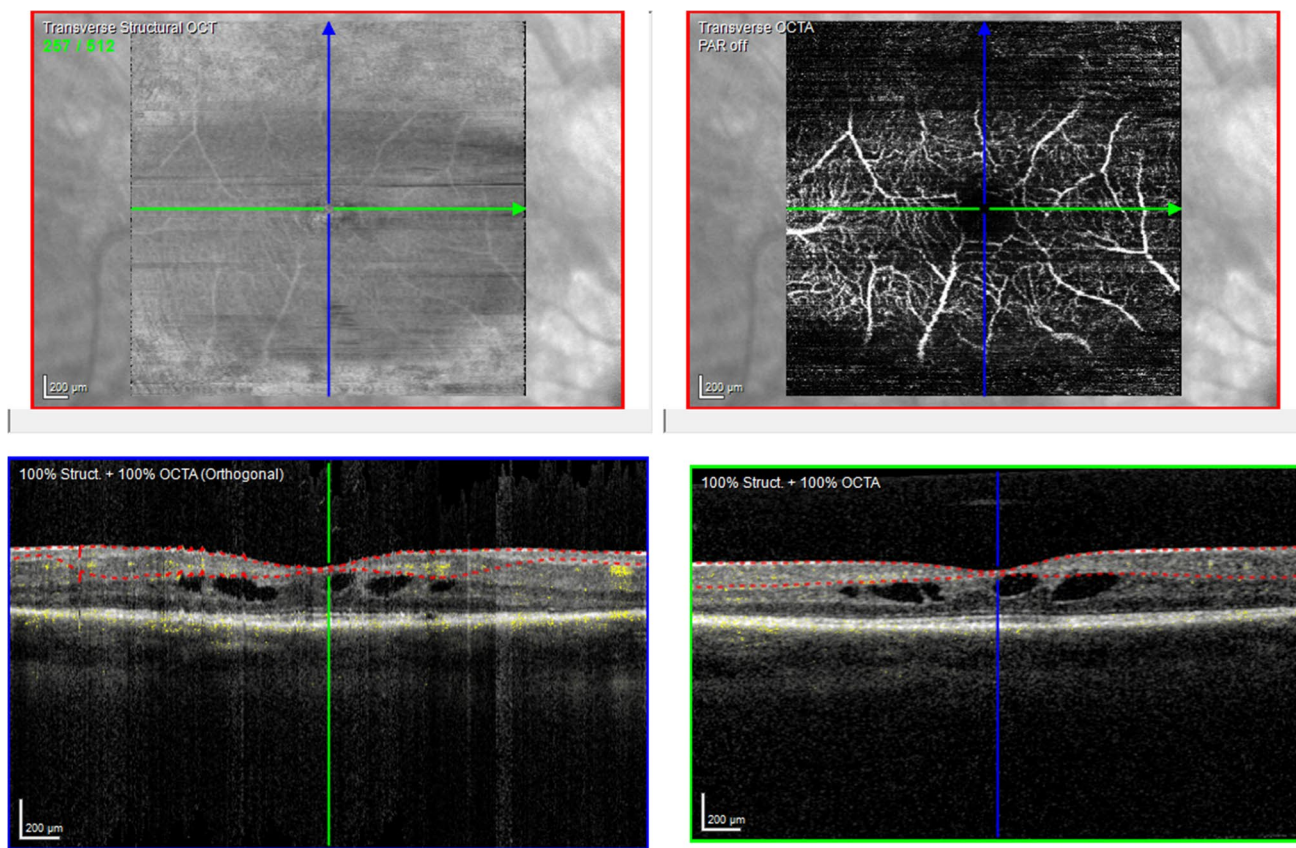 Transverse Structural OCT
257 / 512
200 µm
Transverse OCTA
PAR off
200 µm
100% Struct. + 100% OCTA (Orthogonal)
200 µm
100% Struct. + 100% OCTA
200 µm